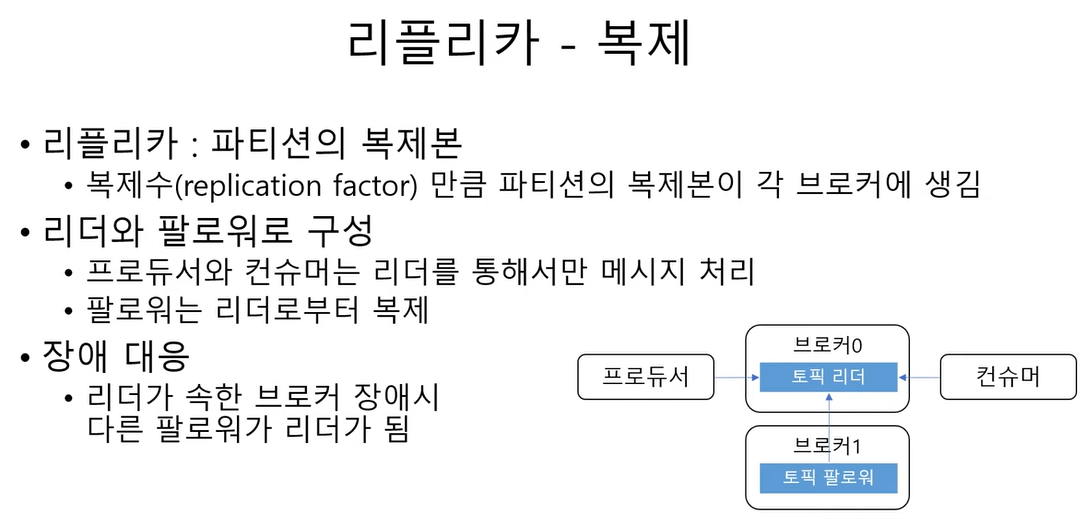 리플리카 - 복제
• 리플리카 : 파티션의 복제본
• 복제수(replication factor) 만큼 파티션의 복제본이 각 브로커에 생김
• 리더와 팔로워로 구성
• 프로듀서와 컨슈머는 리더를 통해서만 메시지 처리
• 팔로워는 리더로부터 복제
• 장애 대응
• 리더가 속한 브로커 장애시
다른 팔로워가 리더가 됨
프로듀서
브로커0
토픽 리더
컨슈머
브로커1
토픽 팔로워